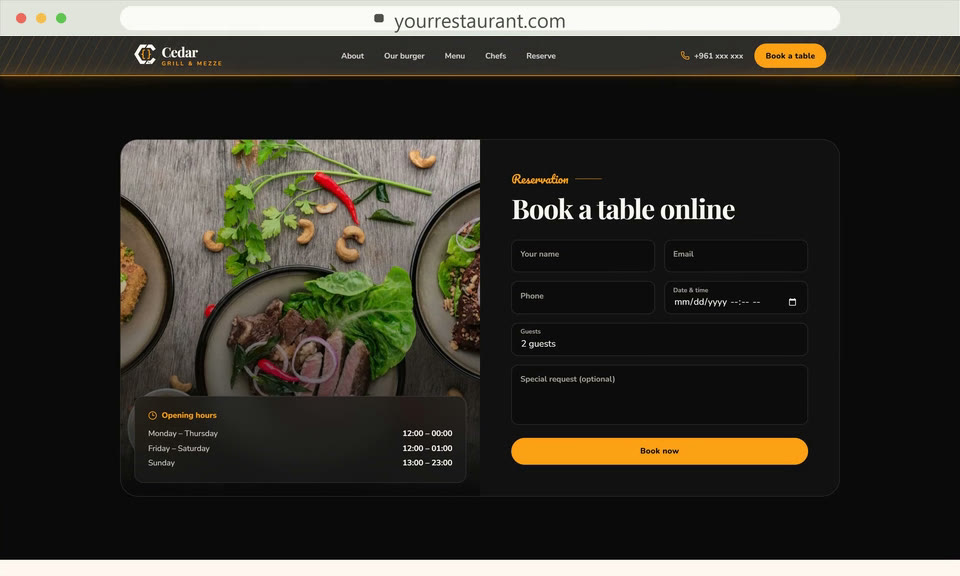 yourrestaurant.com
Cedar
GRILL & MEZZE
About
Our burger
Menu
Chefs
Reserve
+961 xxx xxx
Book a table
Reservation
Book a table online
Your name
Email
Phone
Date & time
mm/dd/yyyy --:-- --
Guests
2 guests
Special request (optional)
Book now
Opening hours
Monday – Thursday 12:00 – 00:00
Friday – Saturday 12:00 – 01:00
Sunday 13:00 – 23:00